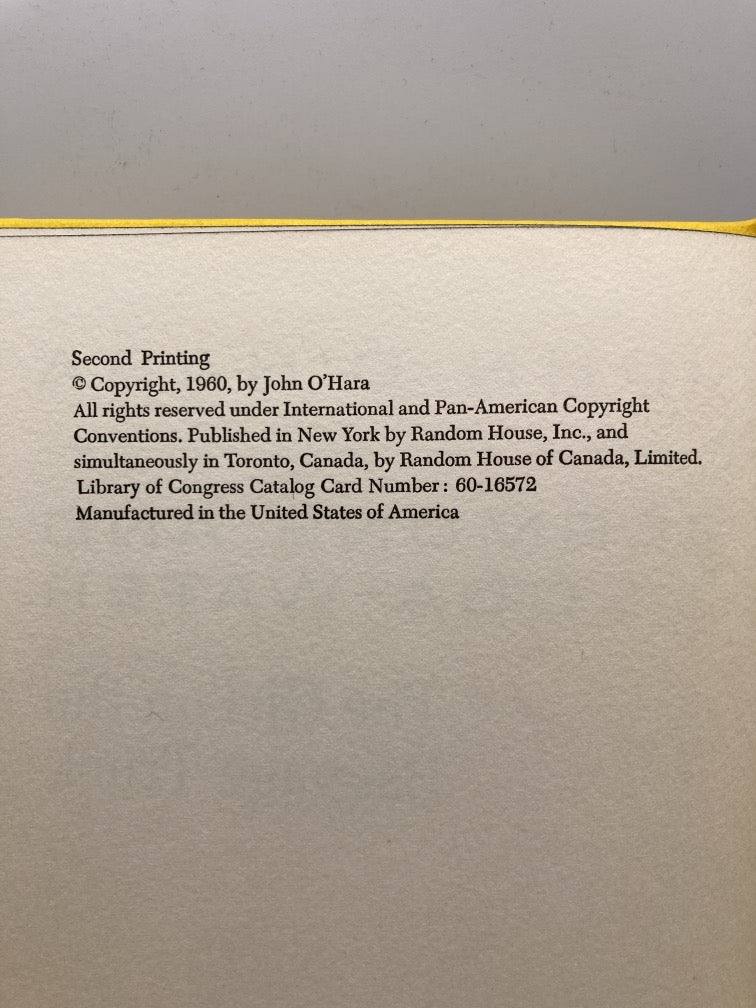 Second Printing
© Copyright, 1960, by John O'Hara
All rights reserved under International and Pan-American Copyright
Conventions. Published in New York by Random House, Inc., and
simultaneously in Toronto, Canada, by Random House of Canada, Limited.
Library of Congress Catalog Card Number: 60-16572
Manufactured in the United States of America